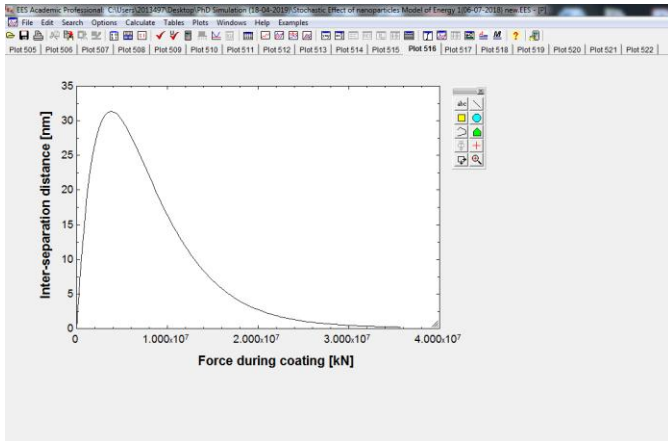 EES Academic Professional: C:\Users\2013497\Desktop\PhD Simulation (18-04-2019)\Stochastic Effect of nanoparticles Model of Energy 1(06-07-2018) new.EES - [P]
File Edit Search Options Calculate Tables Plots Windows Help Examples
Plot 505 Plot 506 Plot 507 Plot 508 Plot 509 Plot 510 Plot 511 Plot 512 Plot 513 Plot 514 Plot 515 Plot 516 Plot 517 Plot 518 Plot 519 Plot 520 Plot 521 Plot 522
abc
Inter-separation distance [nm]
35
30
25
20
15
10
5
0
0 1.000x10⁷ 2.000x10⁷ 3.000x10⁷ 4.000x10⁷
Force during coating [kN]